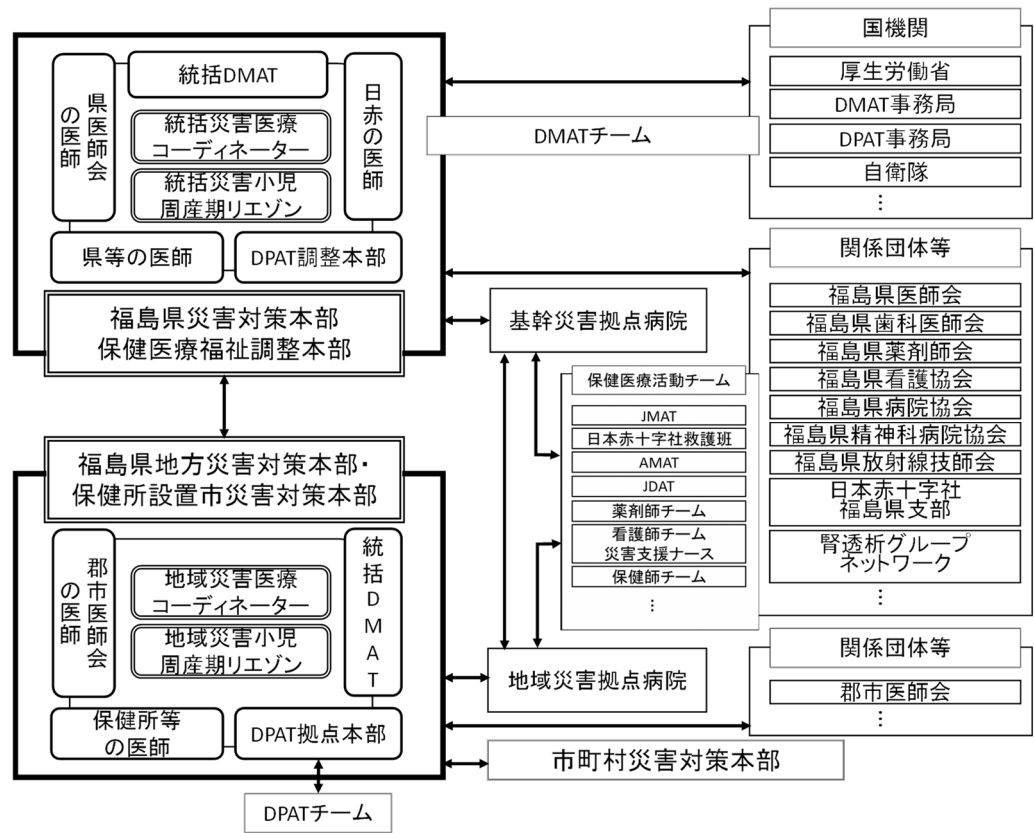 県医師会
の医師
統括DMAT
日赤の医師
統括災害医療
コーディネーター
統括災害小児
周産期リエゾン
県等の医師
DPAT調整本部
福島県災害対策本部
保健医療福祉調整本部
DMATチーム
国機関
厚生労働省
DMAT事務局
DPAT事務局
自衛隊
⋮
関係団体等
福島県医師会
福島県歯科医師会
福島県薬剤師会
福島県看護協会
福島県病院協会
福島県精神科病院協会
福島県放射線技師会
日本赤十字社
福島県支部
腎透析グループ
ネットワーク
⋮
基幹災害拠点病院
保健医療活動チーム
JMAT
日本赤十字社救護班
AMAT
JDAT
薬剤師チーム
看護師チーム
災害支援ナース
保健師チーム
⋮
福島県地方災害対策本部・
保健所設置市災害対策本部
郡市医師会
の医師
統括DMAT
地域災害医療
コーディネーター
地域災害小児
周産期リエゾン
保健所等
の医師
DPAT拠点本部
地域災害拠点病院
関係団体等
郡市医師会
⋮
市町村災害対策本部
DPATチーム